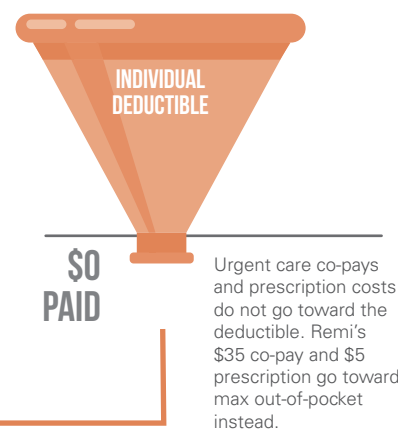 INDIVIDUAL
DEDUCTIBLE
$0
PAID
Urgent care co-pays
and prescription costs
do not go toward the
deductible. Remi’s
$35 co-pay and $5
prescription go toward
max out-of-pocket
instead.